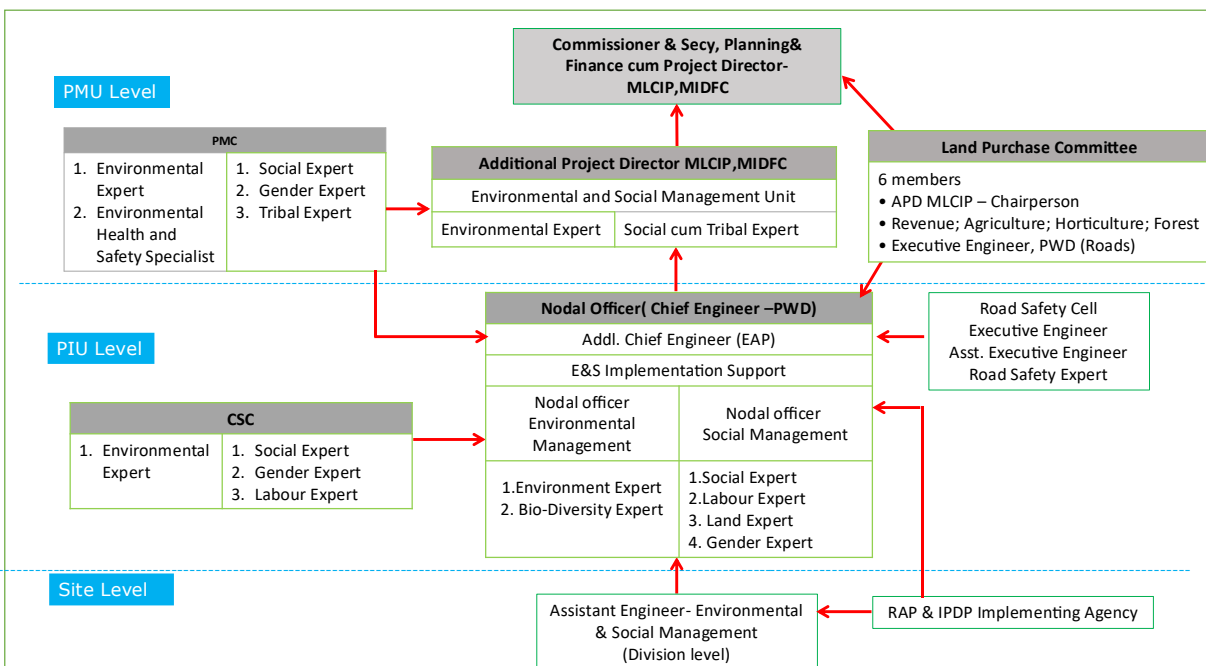 Commissioner & Secy, Planning&
Finance cum Project Director-
MLCIP,MIDFC
PMU Level
PMC
1. Environmental
Expert
2. Environmental
Health and
Safety Specialist
1. Social Expert
2. Gender Expert
3. Tribal Expert
Additional Project Director MLCIP,MIDFC
Environmental and Social Management Unit
Environmental Expert
Social cum Tribal Expert
Land Purchase Committee
6 members
• APD MLCIP – Chairperson
• Revenue; Agriculture; Horticulture; Forest
• Executive Engineer, PWD (Roads)
PIU Level
Nodal Officer( Chief Engineer –PWD)
Addl. Chief Engineer (EAP)
E&S Implementation Support
Nodal officer
Environmental
Management
Nodal officer
Social Management
1.Environment Expert
2. Bio-Diversity Expert
1.Social Expert
2.Labour Expert
3. Land Expert
4. Gender Expert
Road Safety Cell
Executive Engineer
Asst. Executive Engineer
Road Safety Expert
CSC
1. Environmental
Expert
1. Social Expert
2. Gender Expert
3. Labour Expert
Site Level
Assistant Engineer- Environmental
& Social Management
(Division level)
RAP & IPDP Implementing Agency